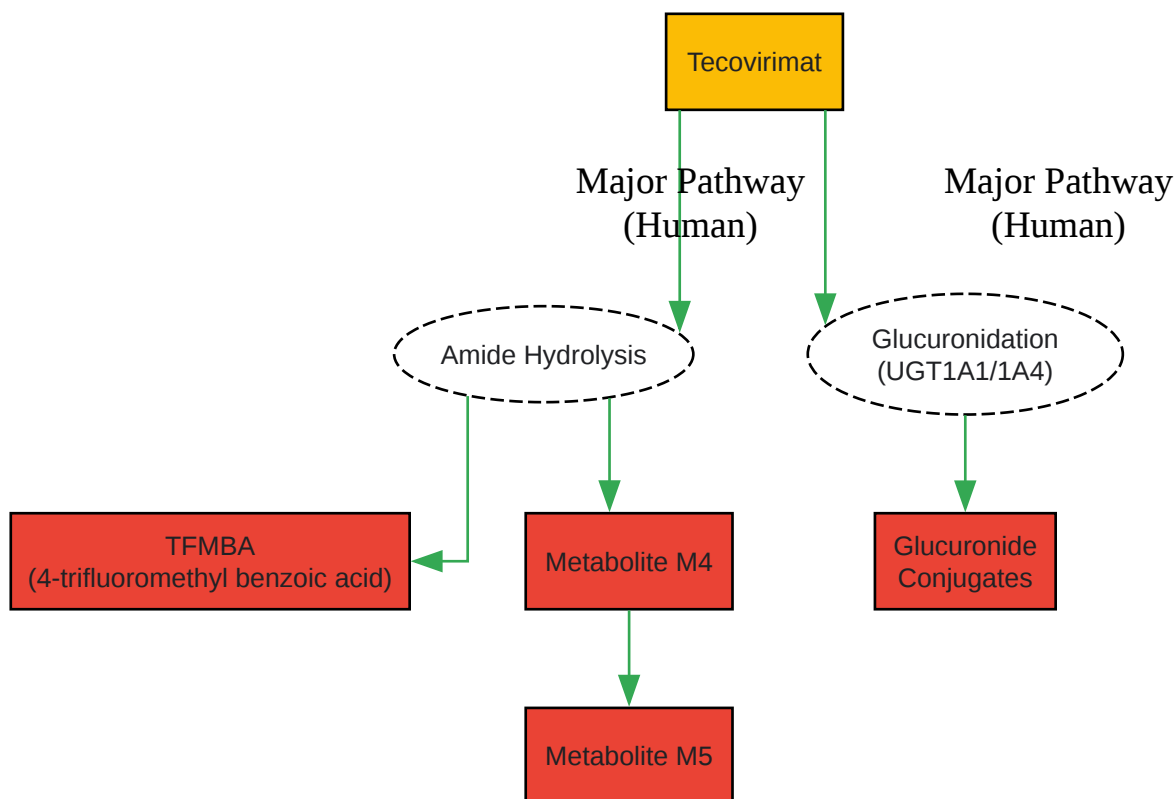 Tecovirimat
Major Pathway
(Human)
Major Pathway
(Human)
Amide Hydrolysis
Glucuronidation
(UGT1A1/1A4)
TFMBA
(4-trifluoromethyl benzoic acid)
Metabolite M4
Glucuronide
Conjugates
Metabolite M5